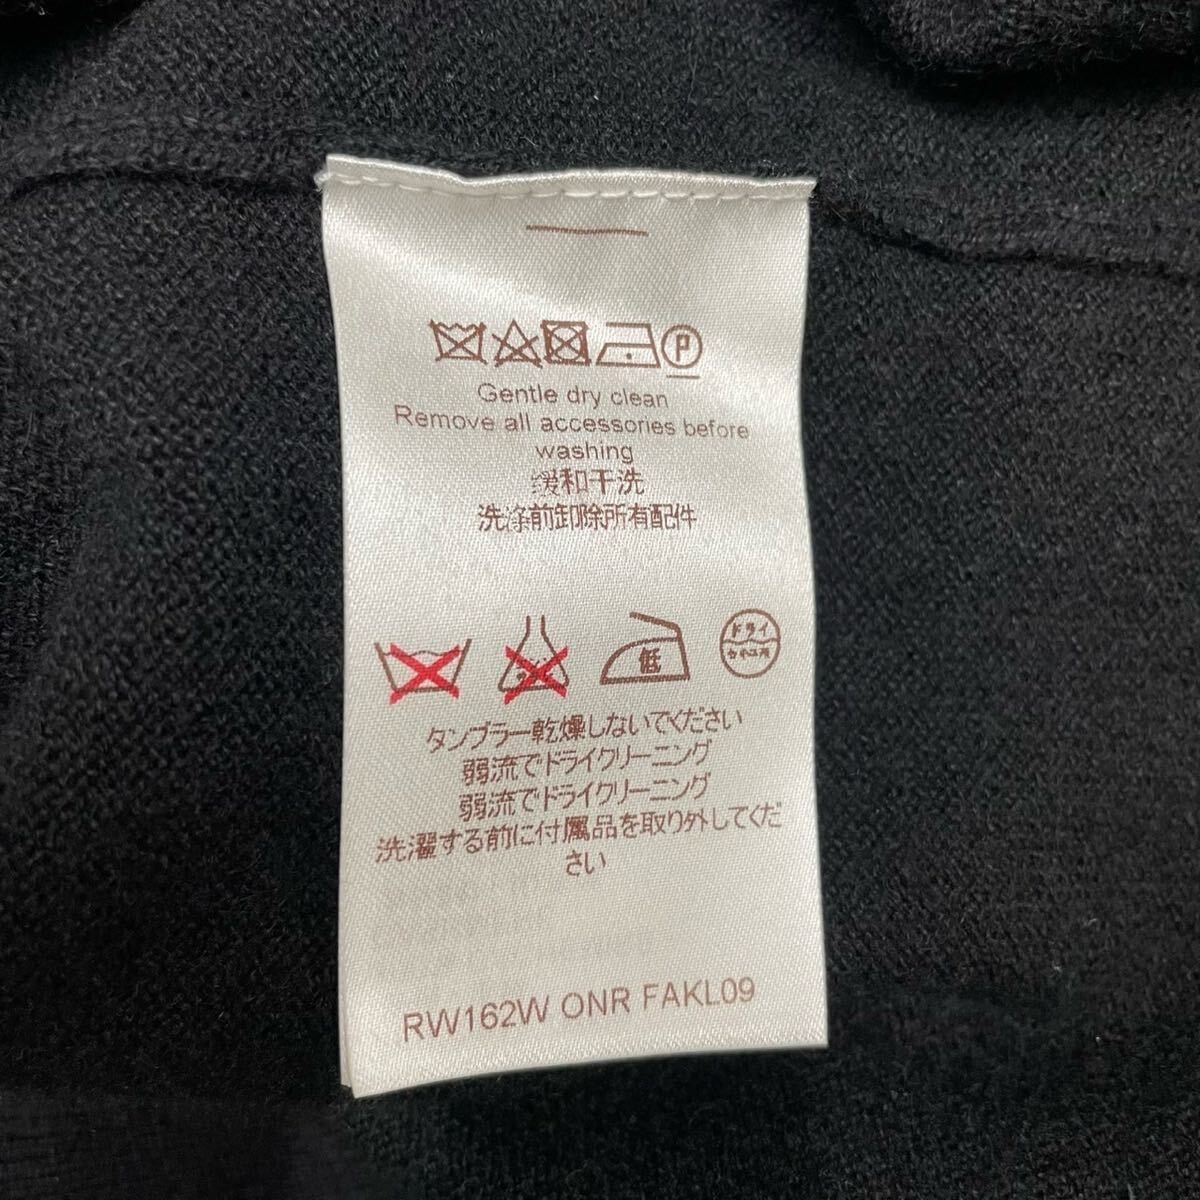 P
Gentle dry clean
Remove all accessories before
washing
缓和干洗
洗涤前卸除所有配件
低
ドライ
タンブラー乾燥しないでください
弱流でドライクリーニング
弱流でドライクリーニング
洗濯する前に付属品を取り外してくだ
さい
RW162W ONR FAKL09